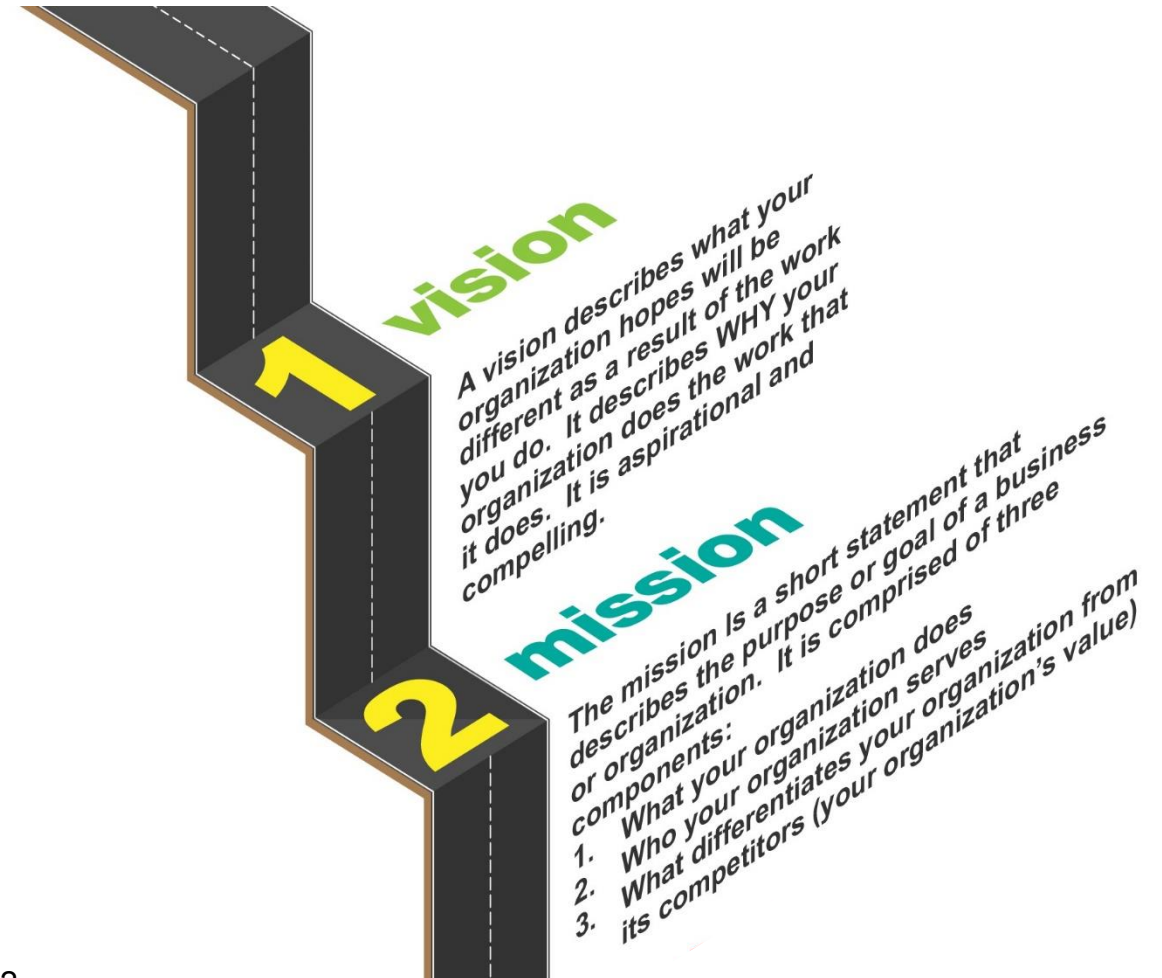 1
vision
A vision describes what your
organization hopes will be
different as a result of the work
you do. It describes WHY your
organization does the work that
it does. It is aspirational and
compelling.
2
mission
The mission Is a short statement that
describes the purpose or goal of a business
or organization. It is comprised of three
components:
1. What your organization does
2. Who your organization serves
3. What differentiates your organization from
its competitors (your organization's value)